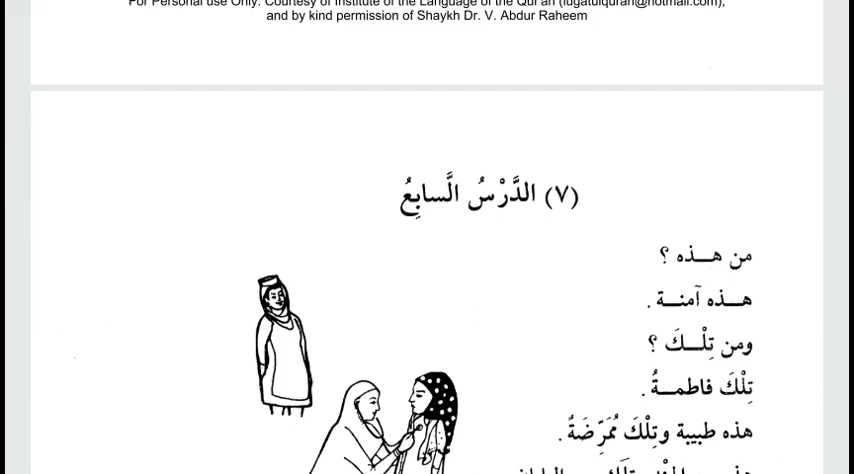 For Personal use Only. Courtesy of Institute of the Language of the Qur'an (lugatulquran@hotmail.com),
and by kind permission of Shaykh Dr. V. Abdur Raheem
(٧) الدَّرْسُ الَّسابِعُ
من هـــذه ؟
هـــذه آمنـــة .
ومن تِلْـــكَ ؟
تِلْكَ فاطمـــةُ .
هذه طبيبة وتِلْكَ مُمَرِّضَةٌ .